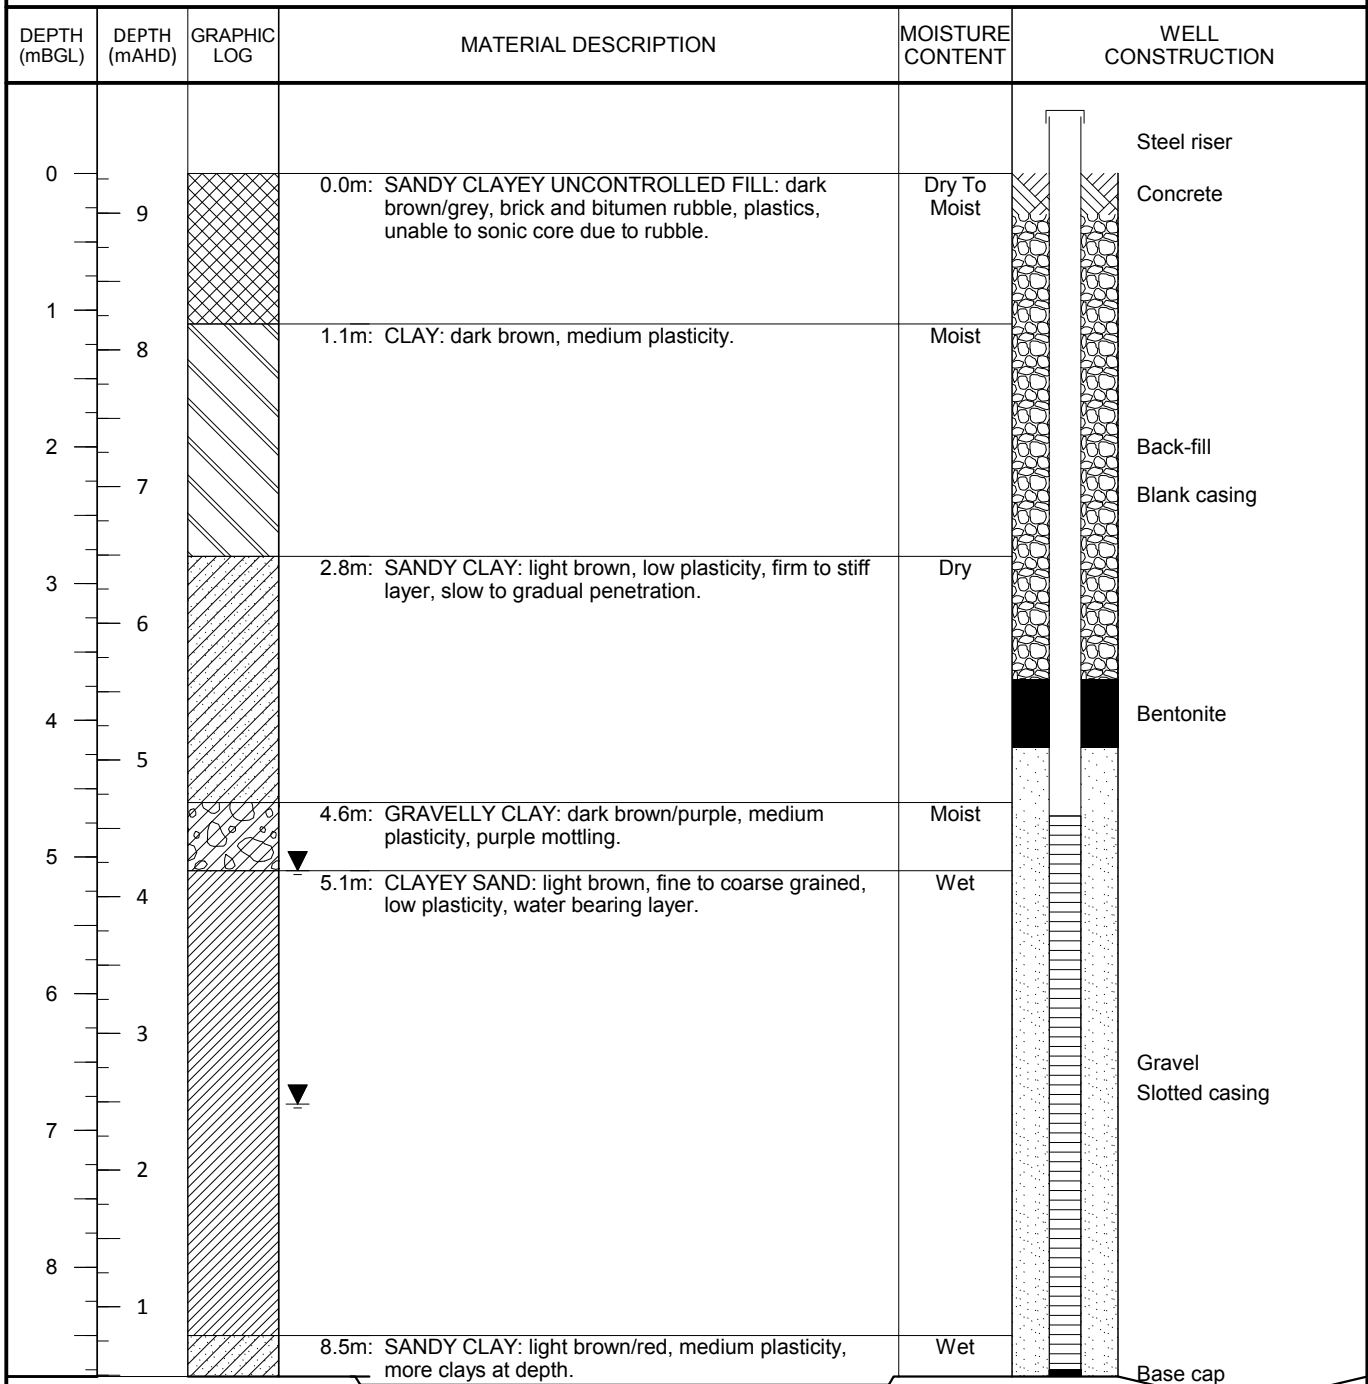 DEPTH
(mBGL)
DEPTH
(mAHD)
GRAPHIC
LOG
MATERIAL DESCRIPTION
MOISTURE
CONTENT
WELL
CONSTRUCTION
Steel riser
0
0.0m: SANDY CLAYEY UNCONTROLLED FILL: dark
brown/grey, brick and bitumen rubble, plastics,
unable to sonic core due to rubble.
Dry To
Moist
Concrete
9
1
1.1m: CLAY: dark brown, medium plasticity.
Moist
8
2
Back-fill
7
Blank casing
2.8m: SANDY CLAY: light brown, low plasticity, firm to stiff
layer, slow to gradual penetration.
Dry
3
6
4
Bentonite
5
4.6m: GRAVELLY CLAY: dark brown/purple, medium
plasticity, purple mottling.
Moist
5
5.1m: CLAYEY SAND: light brown, fine to coarse grained,
low plasticity, water bearing layer.
Wet
4
6
3
Gravel
Slotted casing
7
2
8
1
8.5m: SANDY CLAY: light brown/red, medium plasticity,
more clays at depth.
Wet
Base cap